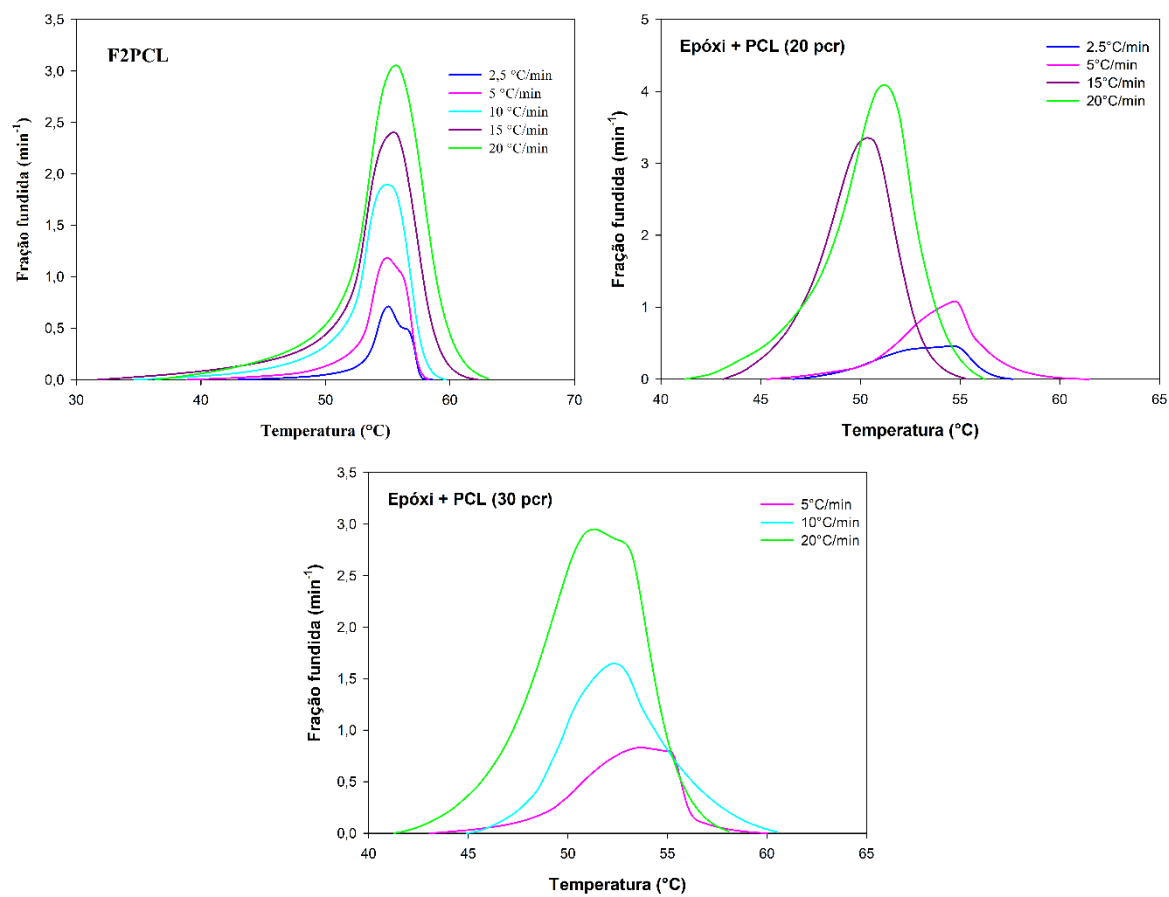 F2PCL
2,5 °C/min
5 °C/min
10 °C/min
15 °C/min
20 °C/min
Fração fundida (min-1)
3,5
3,0
2,5
2,0
1,5
1,0
0,5
0,0
30 40 50 60 70
Temperatura (°C)
Epóxi + PCL (20 pcr)
2.5°C/min
5°C/min
15°C/min
20°C/min
Fração fundida (min-1)
5
4
3
2
1
0
40 45 50 55 60 65
Temperatura (°C)
Epóxi + PCL (30 pcr)
5°C/min
10°C/min
20°C/min
Fração fundida (min-1)
3,5
3,0
2,5
2,0
1,5
1,0
0,5
0,0
40 45 50 55 60 65
Temperatura (°C)